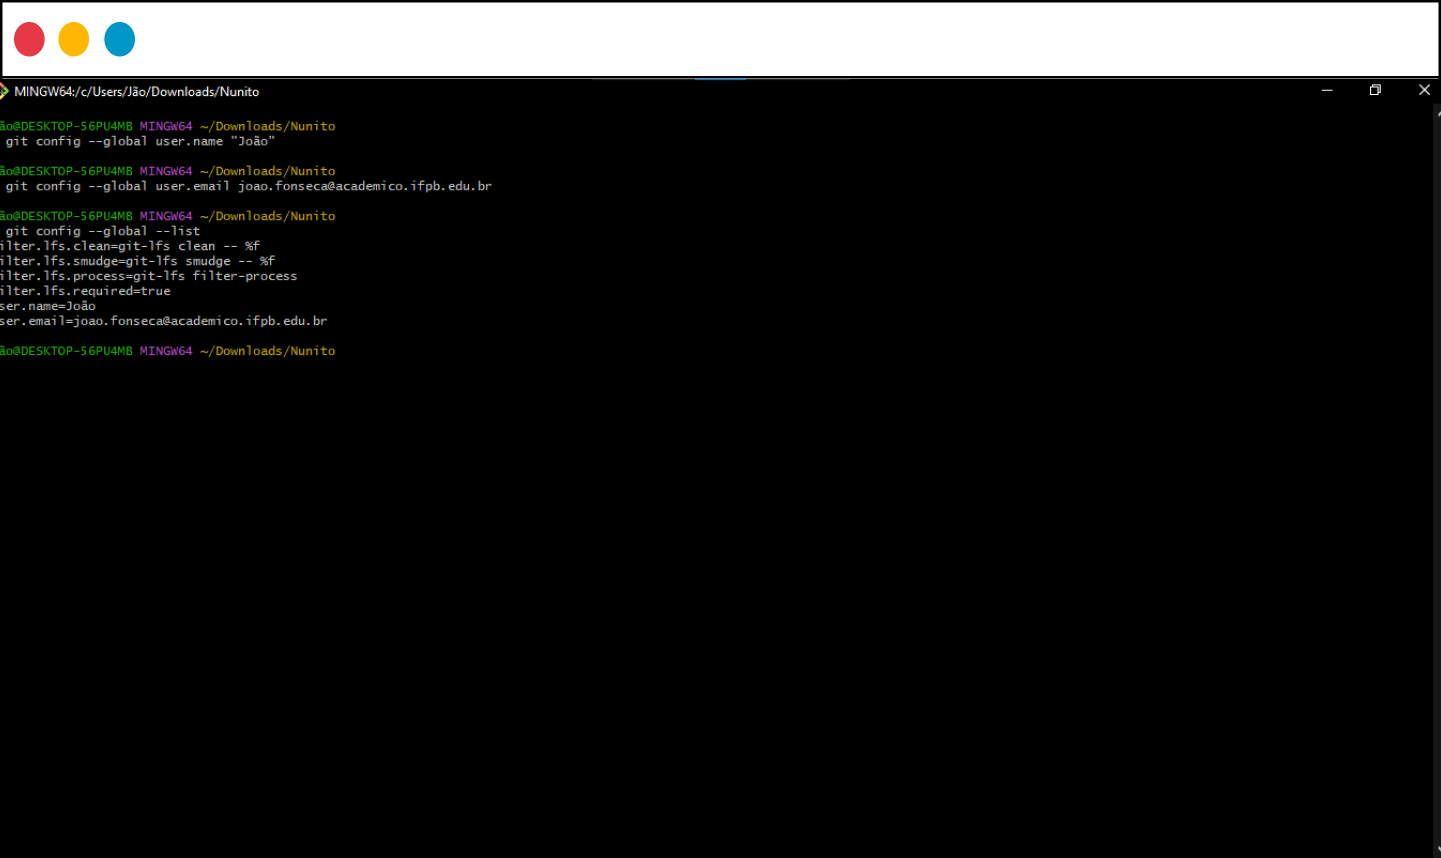 MINGW64:/c/Users/Jão/Downloads/Nunito
ão@DESKTOP-56PU4MB MINGW64 ~/Downloads/Nunito
git config --global user.name "João"
ão@DESKTOP-56PU4MB MINGW64 ~/Downloads/Nunito
git config --global user.email joao.fonseca@academico.ifpb.edu.br
ão@DESKTOP-56PU4MB MINGW64 ~/Downloads/Nunito
git config --global --list
ilter.lfs.clean=git-lfs clean -- %f
ilter.lfs.smudge=git-lfs smudge -- %f
ilter.lfs.process=git-lfs filter-process
ilter.lfs.required=true
ser.name=João
ser.email=joao.fonseca@academico.ifpb.edu.br
ão@DESKTOP-56PU4MB MINGW64 ~/Downloads/Nunito